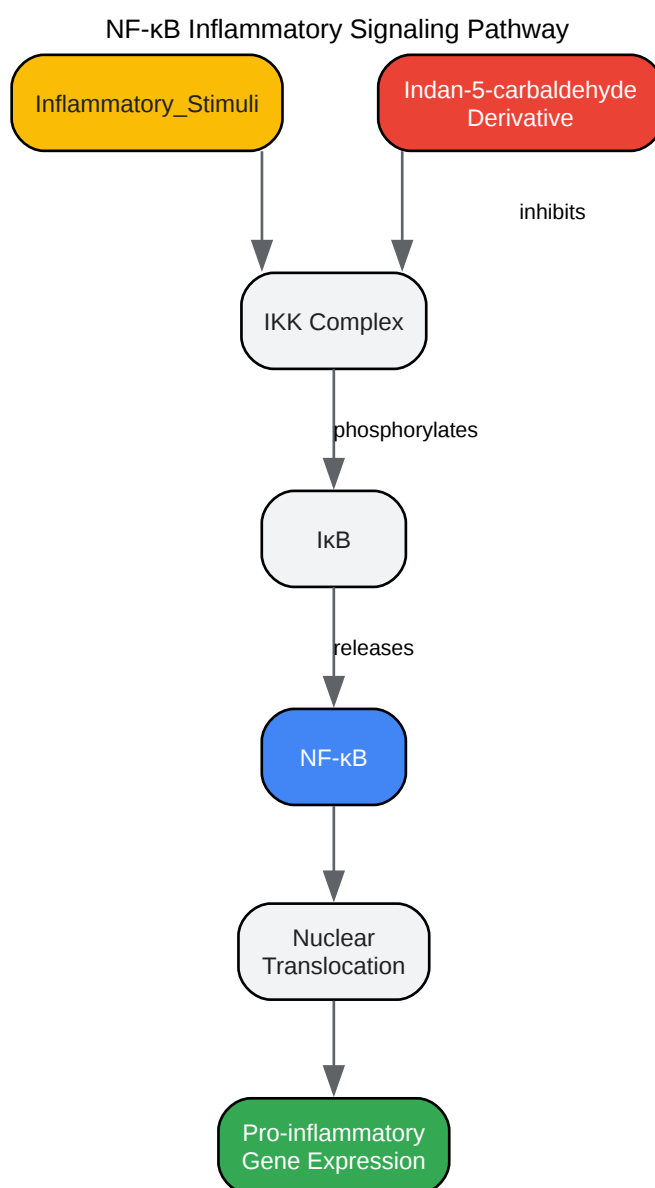 NF-κB Inflammatory Signaling Pathway
Inflammatory_Stimuli
Indan-5-carbaldehyde
Derivative
inhibits
IKK Complex
phosphorylates
IκB
releases
NF-κB
Nuclear
Translocation
Pro-inflammatory
Gene Expression